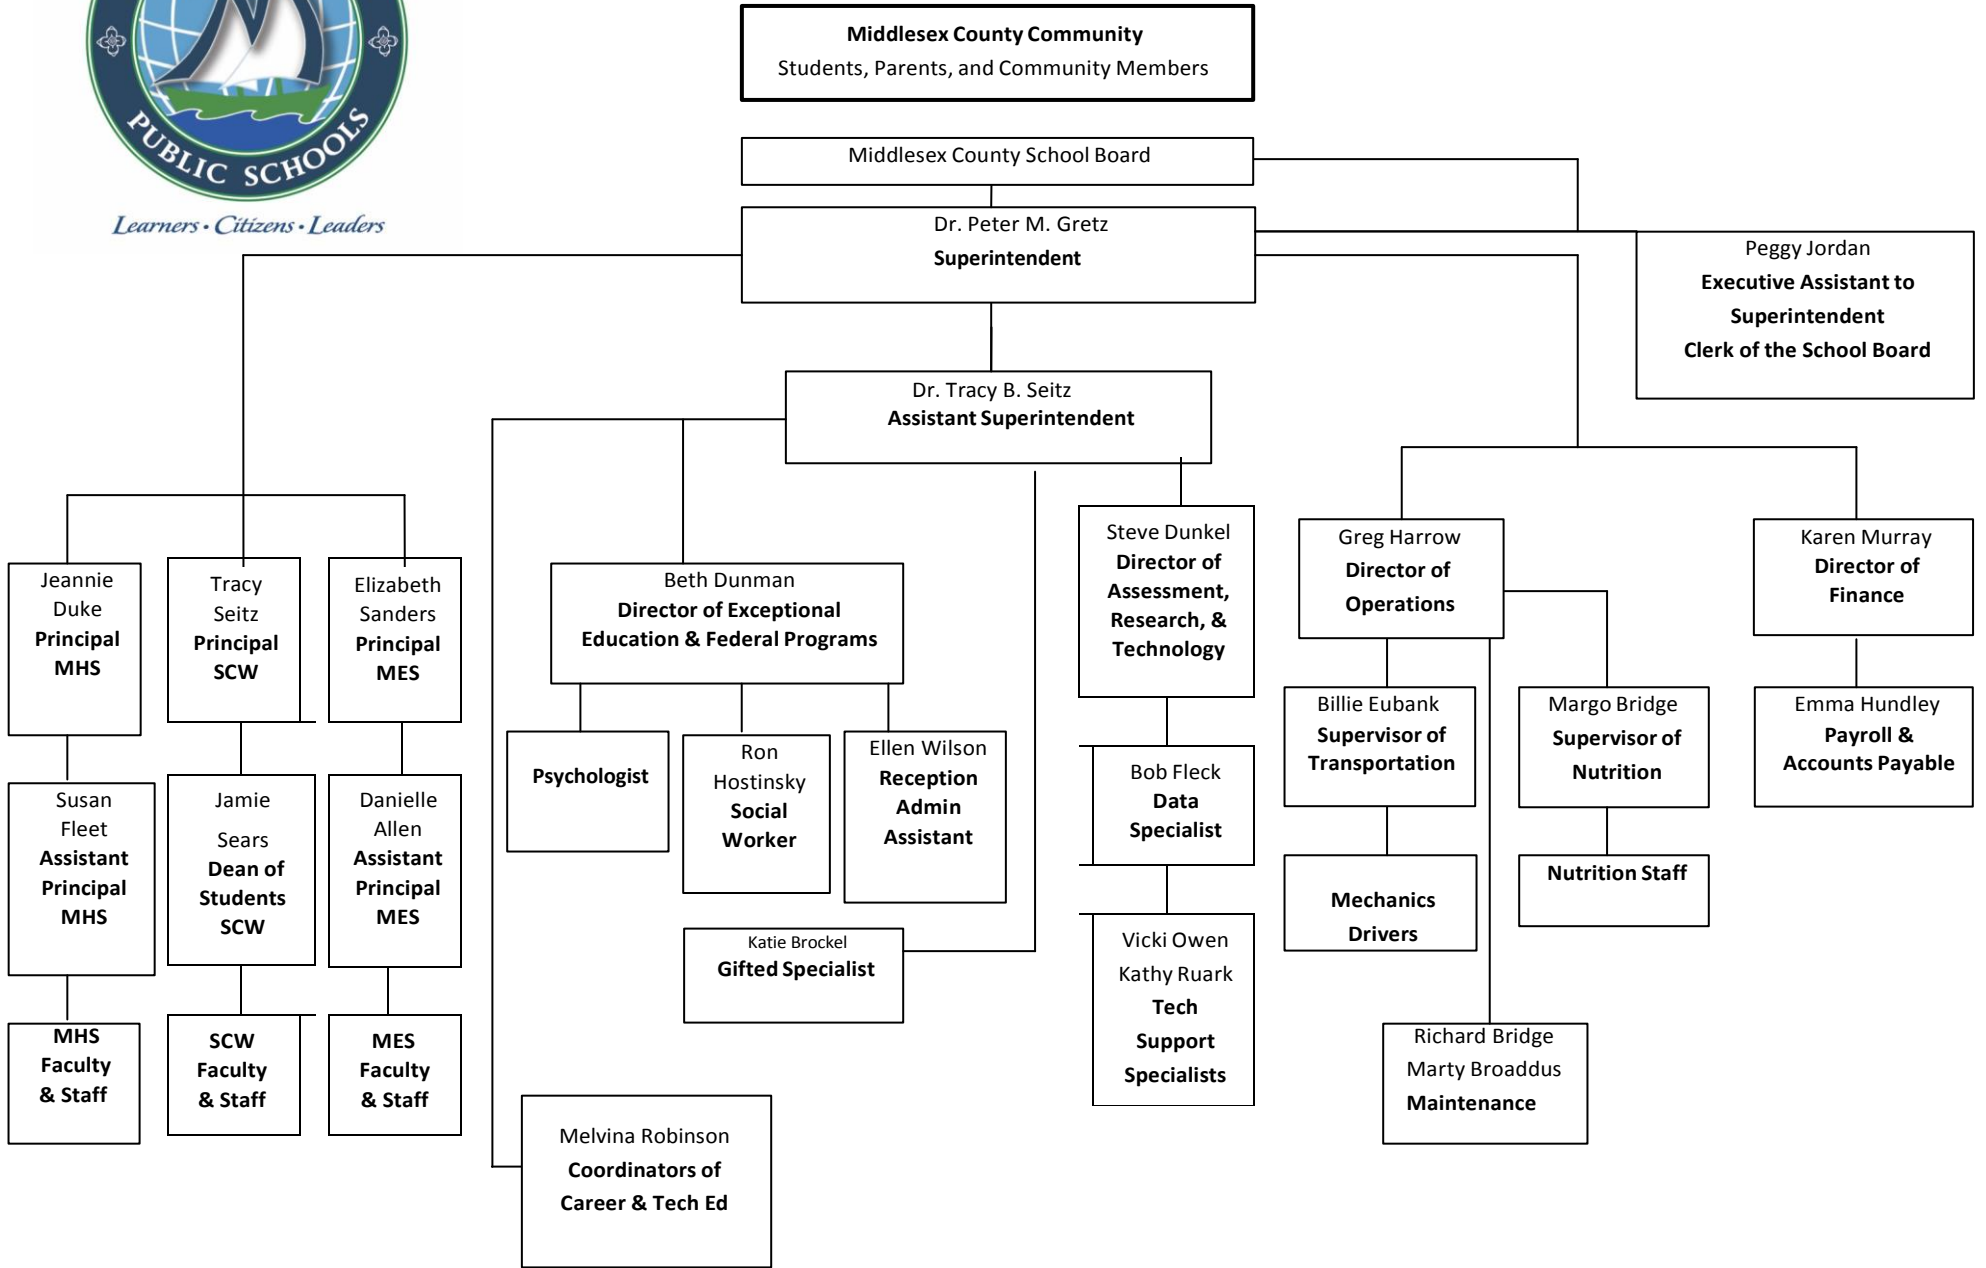 PUBLIC SCHOOLS
Learners • Citizens • Leaders
Middlesex County Community
Students, Parents, and Community Members
Middlesex County School Board
Dr. Peter M. Gretz
Superintendent
Peggy Jordan
Executive Assistant to
Superintendent
Clerk of the School Board
Dr. Tracy B. Seitz
Assistant Superintendent
Jeannie
Duke
Principal
MHS
Tracy
Seitz
Principal
SCW
Elizabeth
Sanders
Principal
MES
Beth Dunman
Director of Exceptional
Education & Federal Programs
Steve Dunkel
Director of
Assessment,
Research, &
Technology
Greg Harrow
Director of
Operations
Karen Murray
Director of
Finance
Susan
Fleet
Assistant
Principal
MHS
Jamie
Sears
Dean of
Students
SCW
Danielle
Allen
Assistant
Principal
MES
Psychologist
Ron
Hostinsky
Social
Worker
Ellen Wilson
Reception
Admin
Assistant
Bob Fleck
Data
Specialist
Billie Eubank
Supervisor of
Transportation
Margo Bridge
Supervisor of
Nutrition
Emma Hundley
Payroll &
Accounts Payable
Katie Brockel
Gifted Specialist
Vicki Owen
Kathy Ruark
Tech
Support
Specialists
Mechanics
Drivers
Nutrition Staff
MHS
Faculty
& Staff
SCW
Faculty
& Staff
MES
Faculty
& Staff
Richard Bridge
Marty Broaddus
Maintenance
Melvina Robinson
Coordinators of
Career & Tech Ed